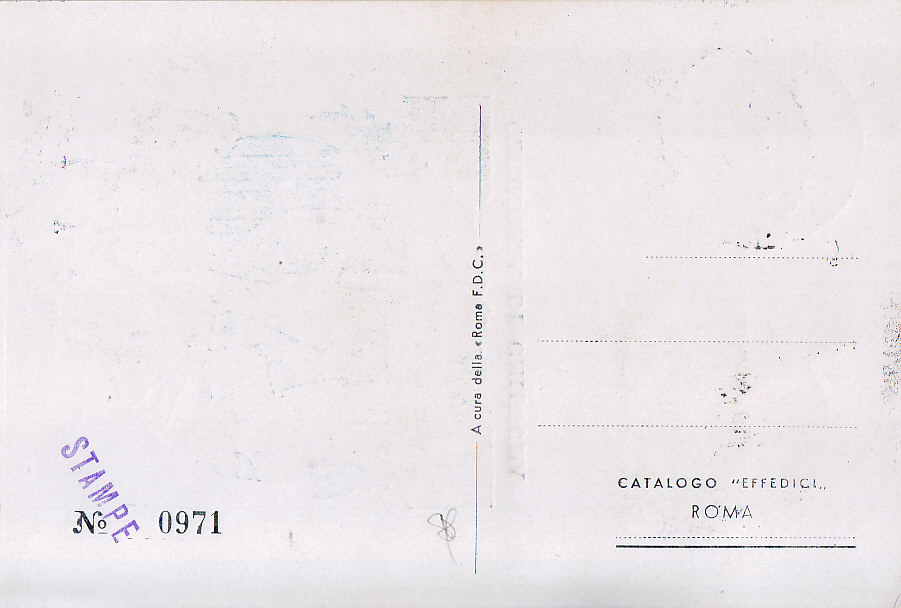 STAMPE
No 0971
A cura della «Roma F.D.C.»
CATALOGO "EFFEDICI„
ROMA